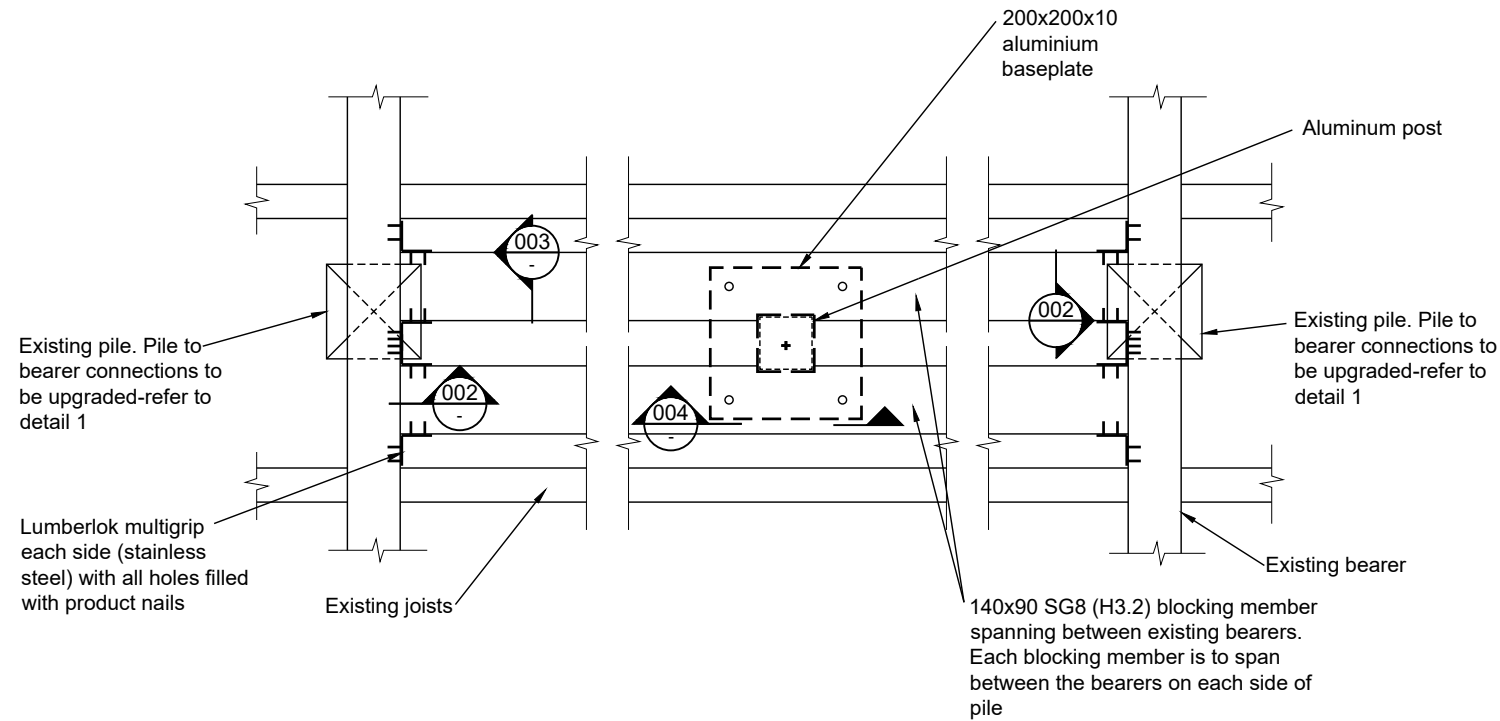 200x200x10
aluminium
baseplate
Aluminum post
003
-
002
Existing pile. Pile to
bearer connections to
be upgraded-refer to
detail 1
Existing pile. Pile to
bearer connections to
be upgraded-refer to
detail 1
002
-
004
-
Lumberlok multigrip
each side (stainless
steel) with all holes filled
with product nails
Existing joists
Existing bearer
140x90 SG8 (H3.2) blocking member
spanning between existing bearers.
Each blocking member is to span
between the bearers on each side of
pile